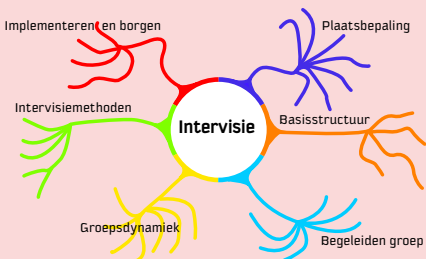 Implementeren en borgen
Plaatsbepaling
Intervisiemethoden
Intervisie
Basisstructuur
Groepsdynamiek
Begeleiden groep